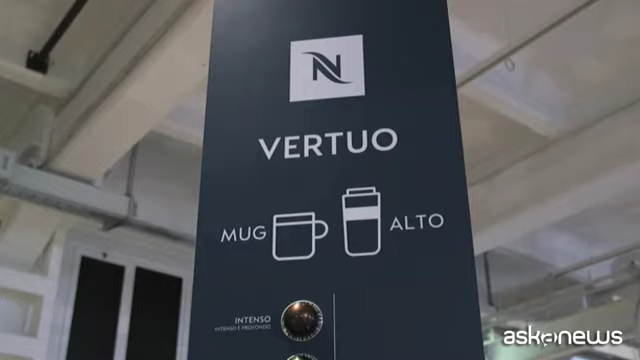 N
VERTUO
MUG
ALTO
INTENSO
INTENSO E PROFONDO
askanews